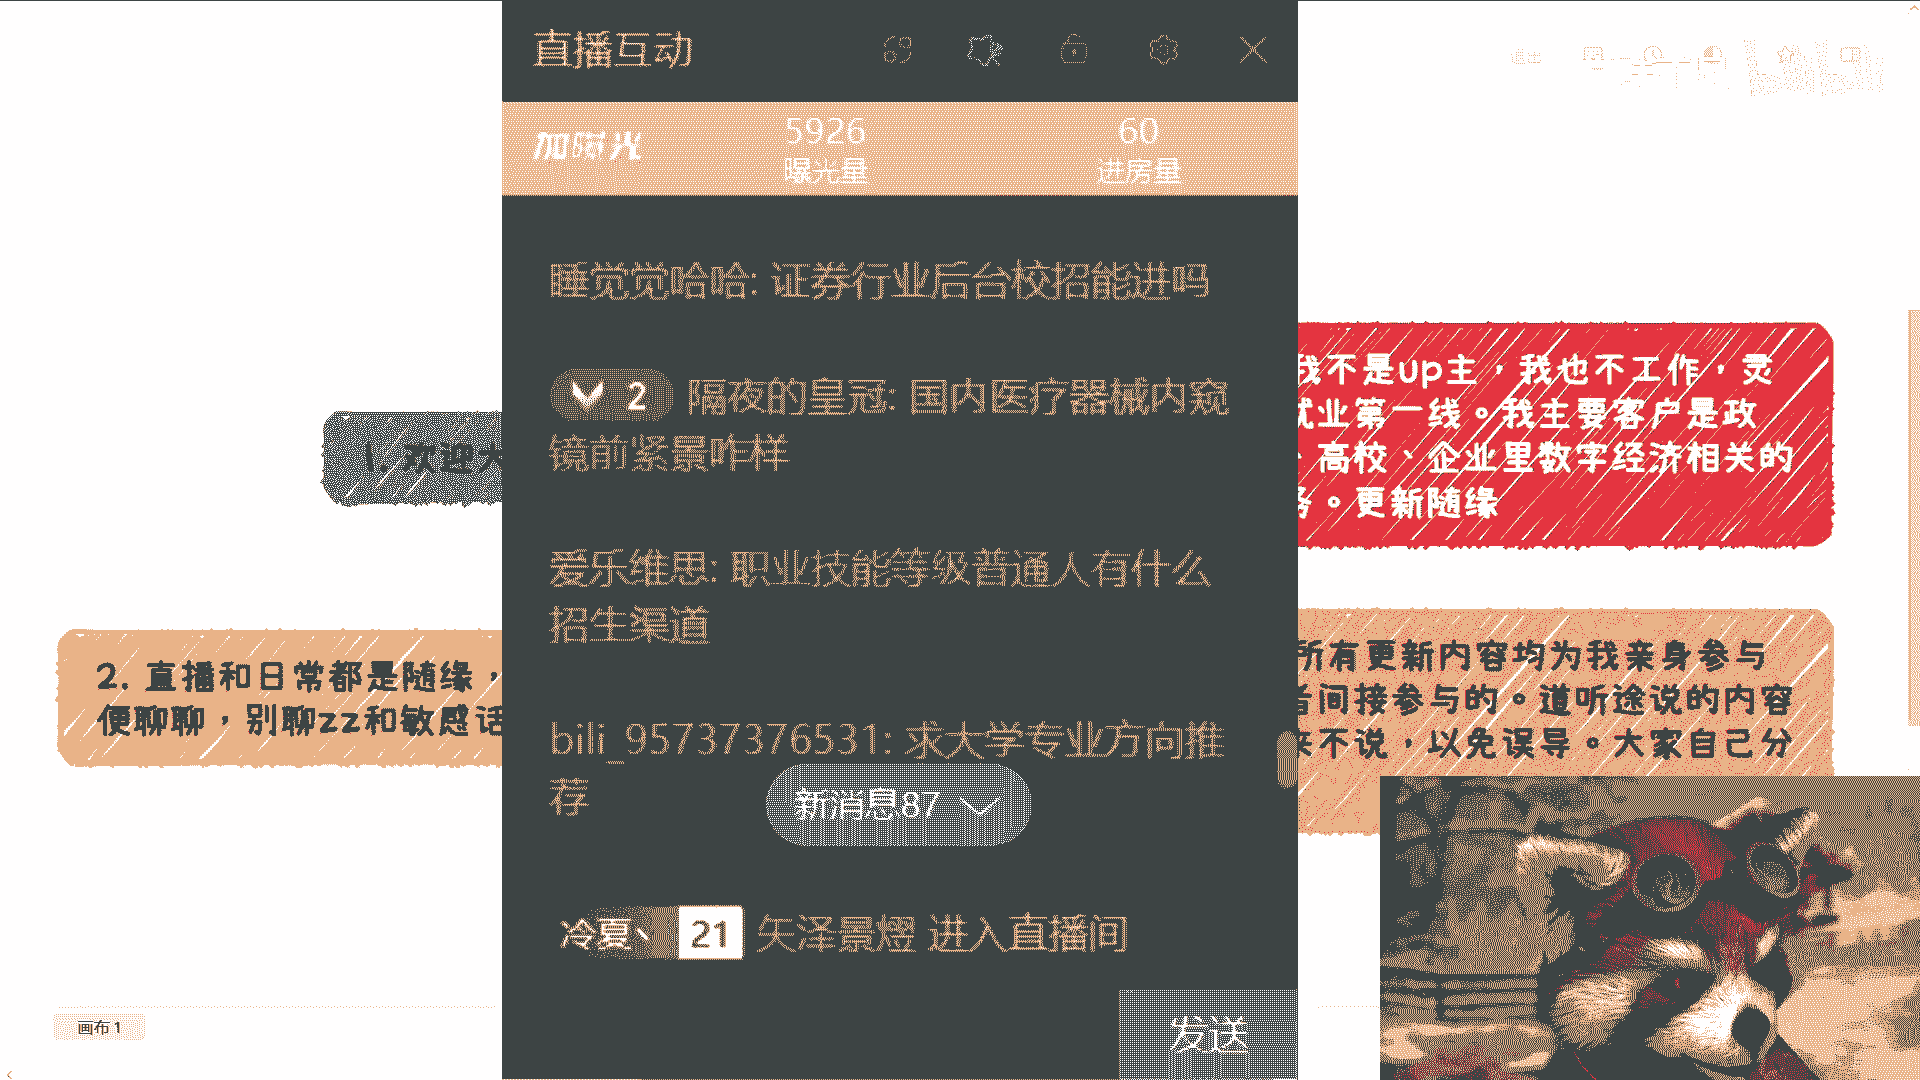 直播互动
加曝光
5926
曝光量
60
进房量
睡觉觉哈哈: 证券行业后台校招能进吗
2 隔夜的皇冠: 国内医疗器械内窥
镜前紧景咋样
爱乐维思: 职业技能等级普通人有什么
招生渠道
bili_95737376531: 求大学专业方向推
荐
新消息87
冷夏丶 21 矢泽景煜 进入直播间
发送
1. 欢迎大
2. 直播和日常都是随缘，
便聊聊，别聊zz和敏感话
我不是up主，我也不工作，灵
就业第一线。我主要客户是政
、高校、企业里数字经济相关的
务。更新随缘
所有更新内容均为我亲身参与
者间接参与的。道听途说的内容
来不说，以免误导。大家自己分
画布 1